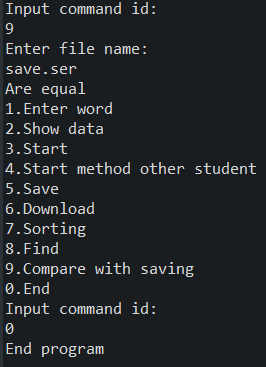 Input command id:
9
Enter file name:
save.ser
Are equal
1.Enter word
2.Show data
3.Start
4.Start method other student
5.Save
6.Download
7.Sorting
8.Find
9.Compare with saving
0.End
Input command id:
0
End program